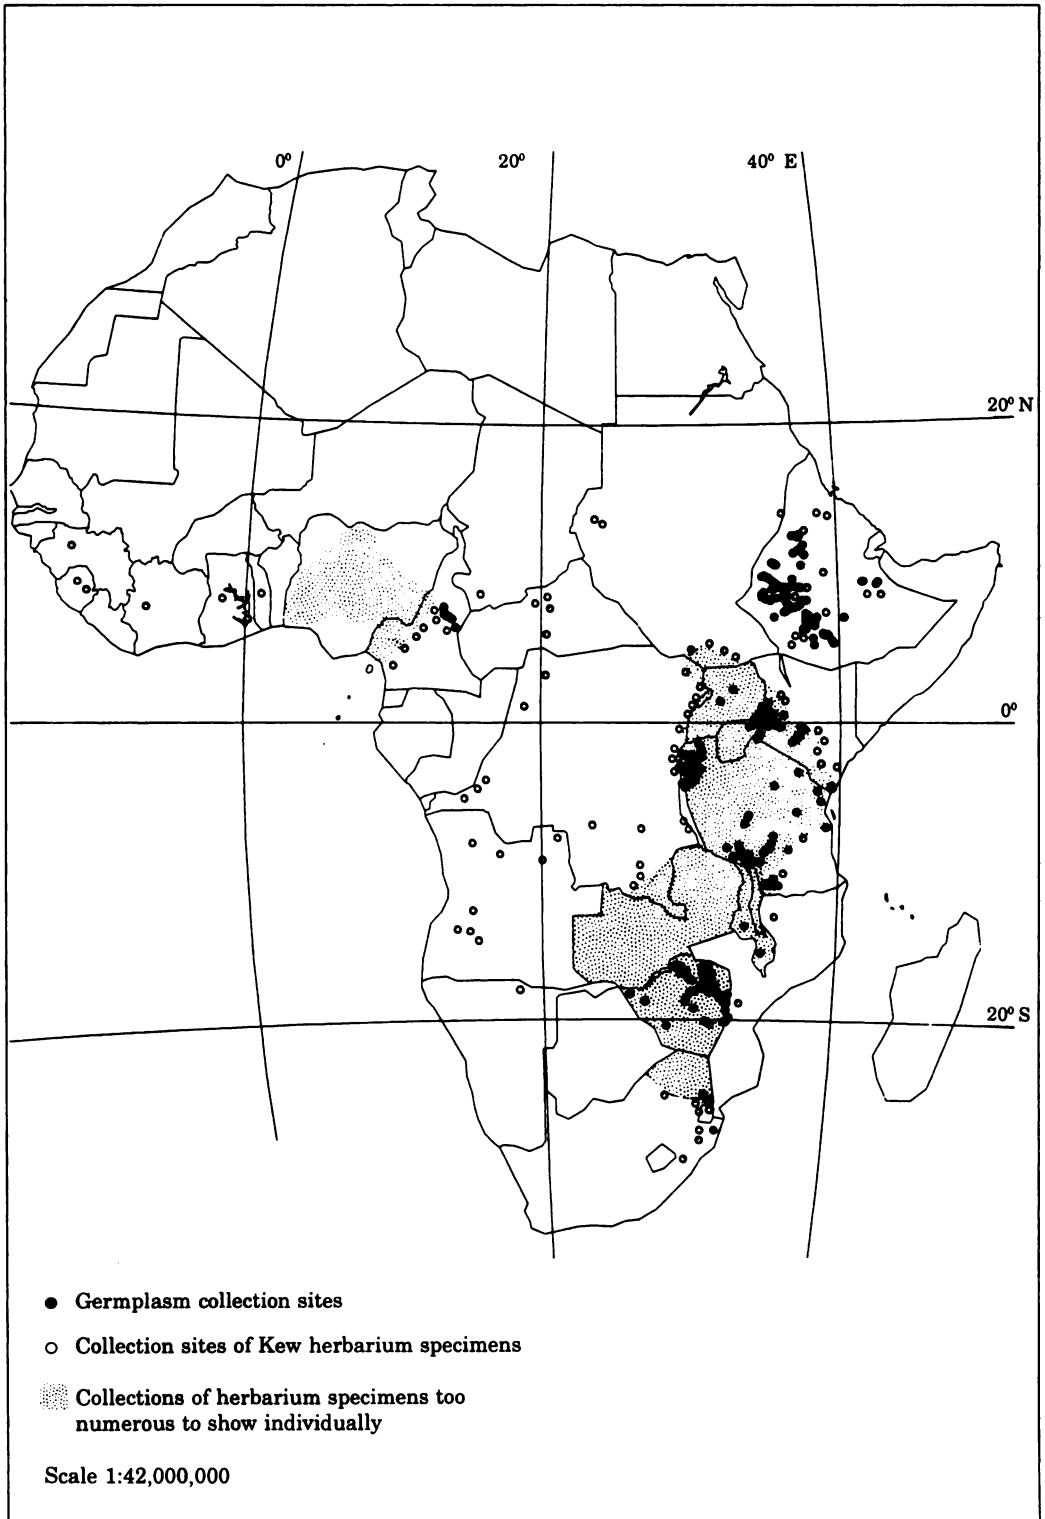 0° 20° 40° E
20° N
0°
20° S
Germplasm collection sites
Collection sites of Kew herbarium specimens
Collections of herbarium specimens too
numerous to show individually
Scale 1:42,000,000